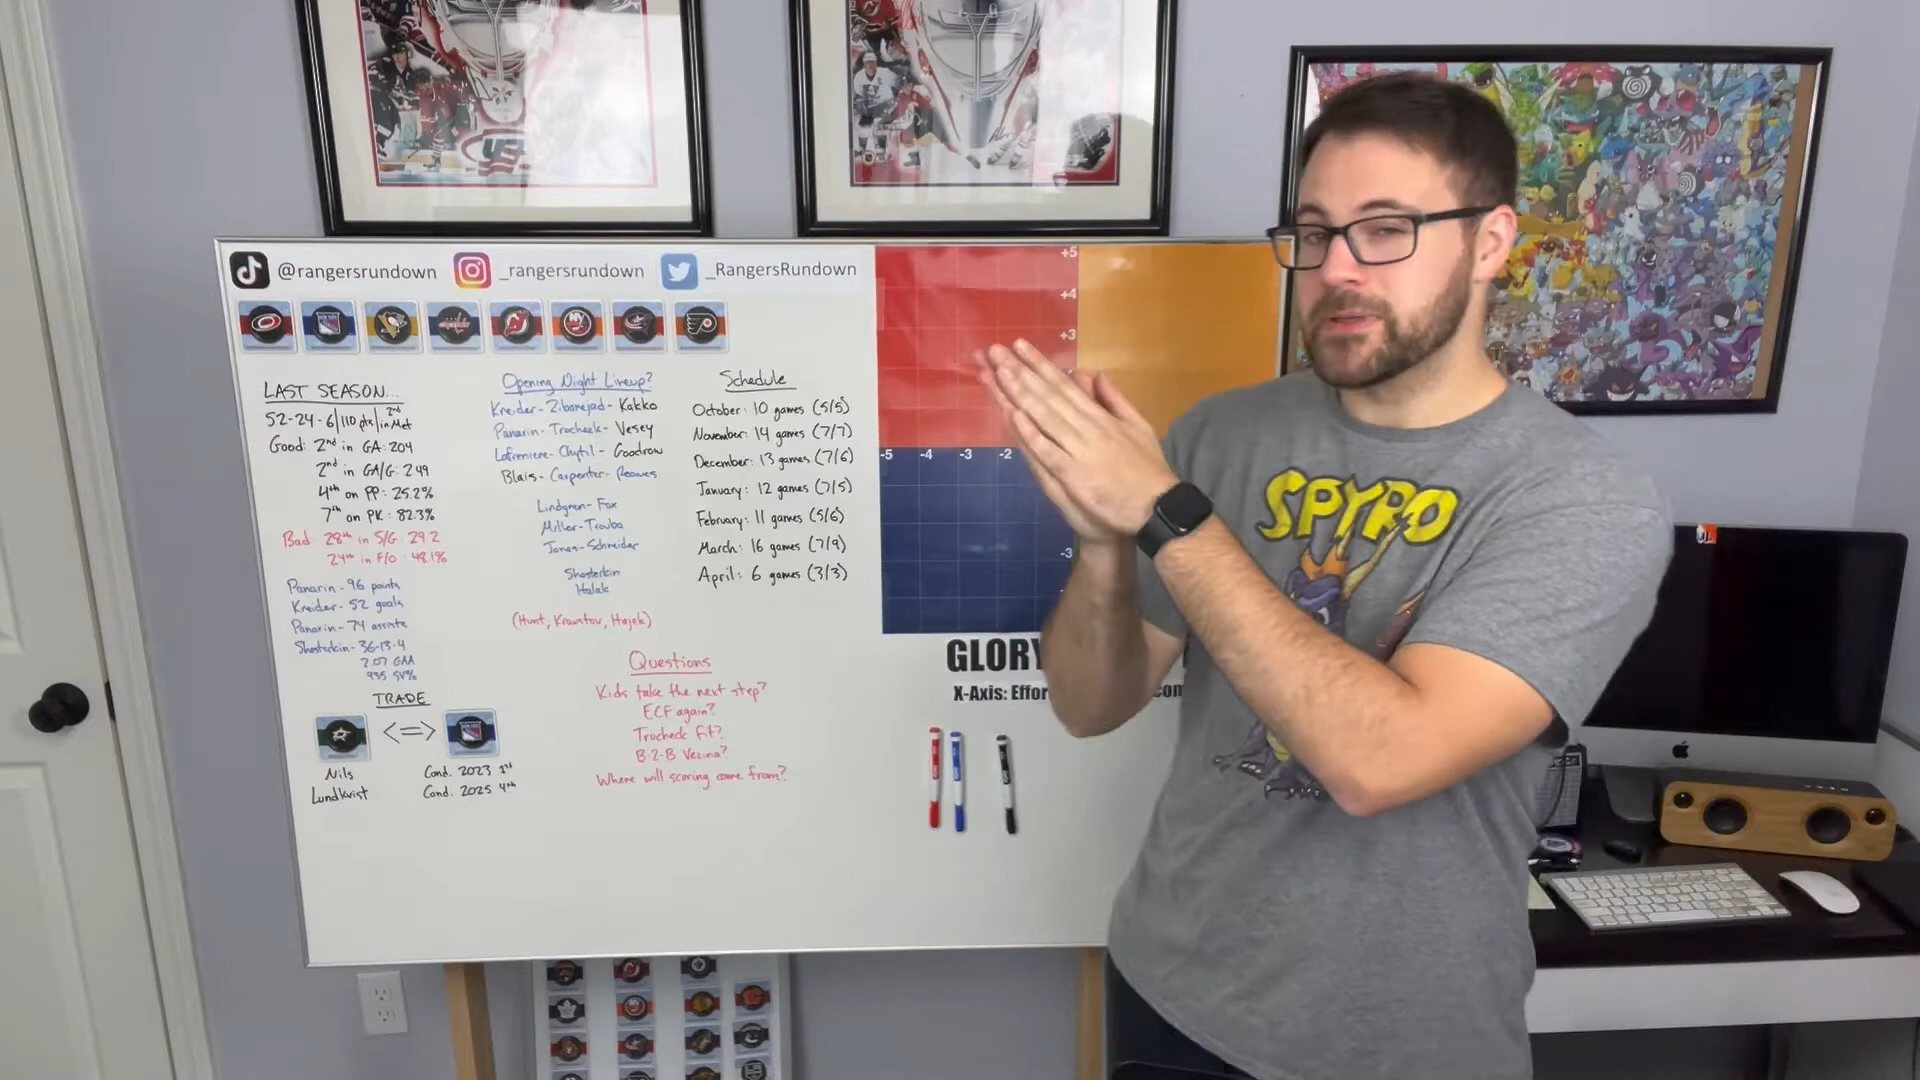 @rangersrundown
_rangersrundown
_RangersRundown
LAST SEASON...
52-24-6/110 pts/2nd in Met
Good: 2nd in GA: 204
2nd in GA/G: 2.49
4th on PP: 25.2%
7th on PK: 82.3%
Bad: 28th in S/G: 29.2
24th in F/O: 48.1%
Panarin - 96 points
Kreider - 52 goals
Panarin - 74 assists
Shesterkin - 36-13-4
2.07 GAA
.935 SV%
TRADE
<=>
Nils
Lundkvist
Cond. 2023 1st
Cond. 2025 4th
Opening Night Lineup?
Kreider - Zibanejad - Kakko
Panarin - Trocheck - Vesey
Lafreniere - Chytil - Goodrow
Blais - Carpenter - Reaves
Lindgren - Fox
Miller - Trouba
Jones - Schneider
Shesterkin
Halak
(Hunt, Kravstov, Hajek)
Questions
Kids take the next step?
ECF again?
Trocheck fit?
B-2-B Vezina?
Where will scoring come from?
Schedule
October: 10 games (5/5)
November: 14 games (7/7)
December: 13 games (7/6)
January: 12 games (7/5)
February: 11 games (5/6)
March: 16 games (7/9)
April: 6 games (3/3)
+5
+4
+3
-5 -4 -3 -2
-3
GLORY
X-Axis: Effor
SPYRO